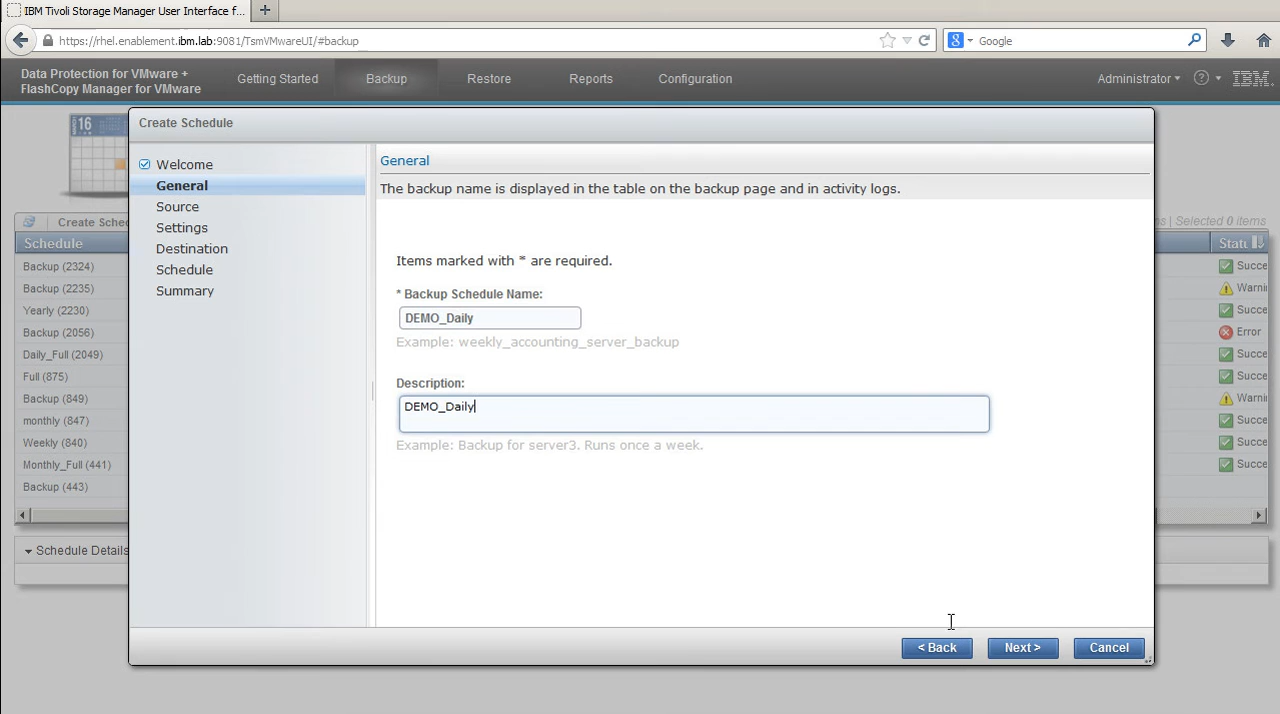 IBM Tivoli Storage Manager User Interface f...
https://rhel.enablement.ibm.lab:9081/TsmVMwareUI/#backup
Google
Data Protection for VMware +
FlashCopy Manager for VMware
Getting Started
Backup
Restore
Reports
Configuration
Administrator
IBM
16
Create Schedule
Welcome
General
Source
Settings
Destination
Schedule
Summary
General
The backup name is displayed in the table on the backup page and in activity logs.
Items marked with * are required.
* Backup Schedule Name:
DEMO_Daily
Example: weekly_accounting_server_backup
Description:
DEMO_Daily
Example: Backup for server3. Runs once a week.
< Back
Next >
Cancel
Create Sched
Selected 0 items
Schedule
Statu
Backup (2324)
Succe
Backup (2235)
Warni
Yearly (2230)
Succe
Backup (2056)
Error
Daily_Full (2049)
Succe
Full (875)
Succe
Backup (849)
Warni
monthly (847)
Succe
Weekly (840)
Succe
Monthly_Full (441)
Succe
Backup (443)
Schedule Details